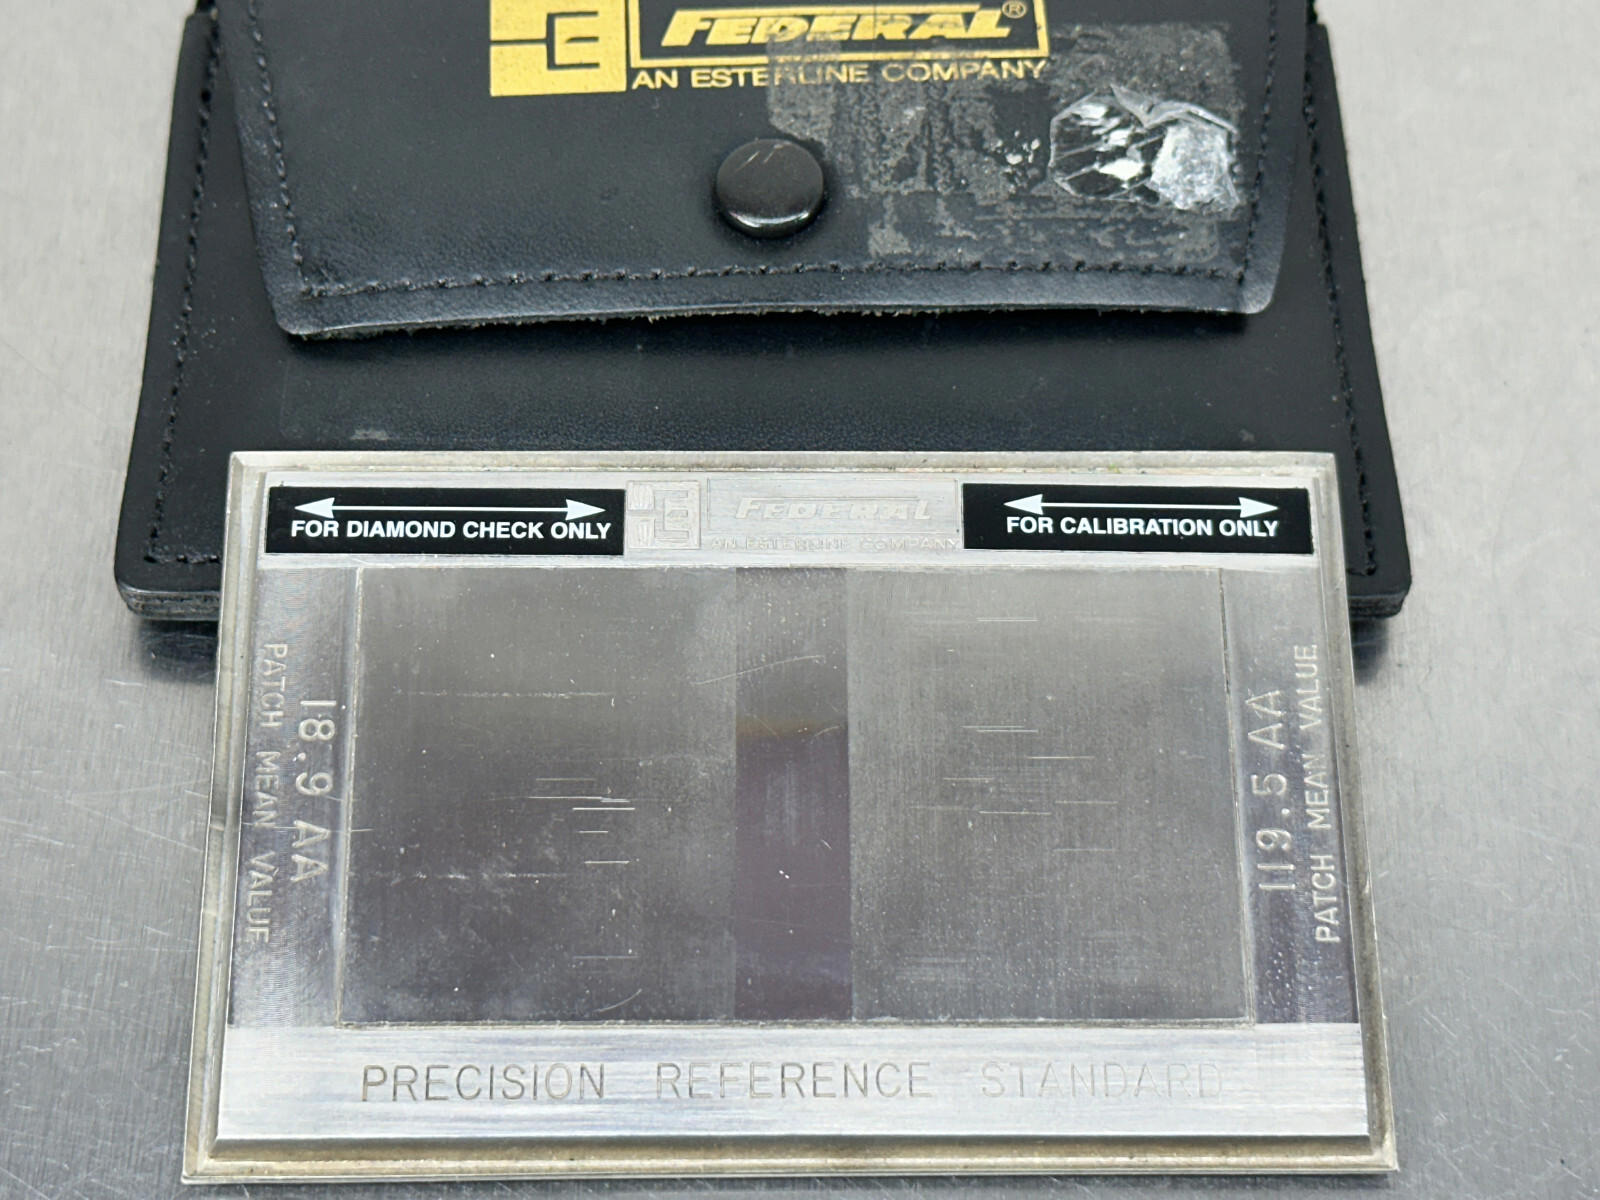 FEDERAL®
AN ESTERLINE COMPANY
FOR DIAMOND CHECK ONLY
FEDERAL
AN ESTERLINE COMPANY
FOR CALIBRATION ONLY
18.9 AA
PATCH MEAN VALUE
119.5 AA
PATCH MEAN VALUE
PRECISION REFERENCE STANDARD